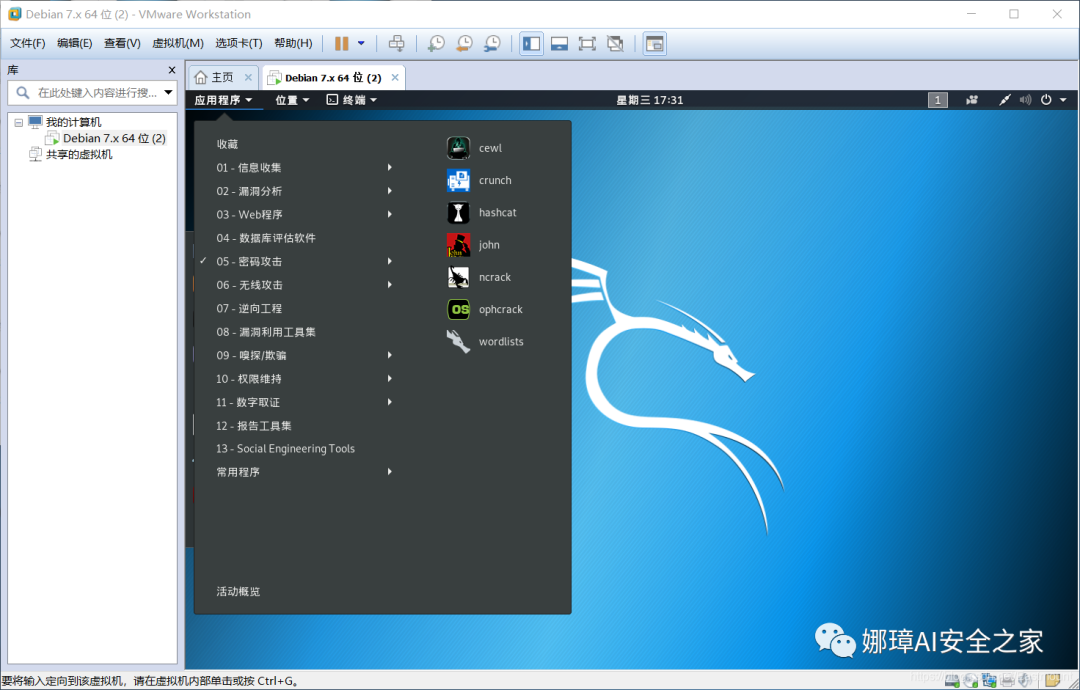 Debian 7.x 64 位 (2) - VMware Workstation
文件(F) 编辑(E) 查看(V) 虚拟机(M) 选项卡(T) 帮助(H)
库
在此处键入内容进行搜...
我的计算机
Debian 7.x 64 位 (2)
共享的虚拟机
主页 Debian 7.x 64 位 (2)
应用程序 位置 终端 星期三 17:31 1
收藏
01 - 信息收集
02 - 漏洞分析
03 - Web程序
04 - 数据库评估软件
05 - 密码攻击
06 - 无线攻击
07 - 逆向工程
08 - 漏洞利用工具集
09 - 嗅探/欺骗
10 - 权限维持
11 - 数字取证
12 - 报告工具集
13 - Social Engineering Tools
常用程序
活动概览
cewl
crunch
hashcat
john
ncrack
ophcrack
wordlists
娜璋AI安全之家
要将输入定向到该虚拟机，请在虚拟机内部单击或按 Ctrl+G。